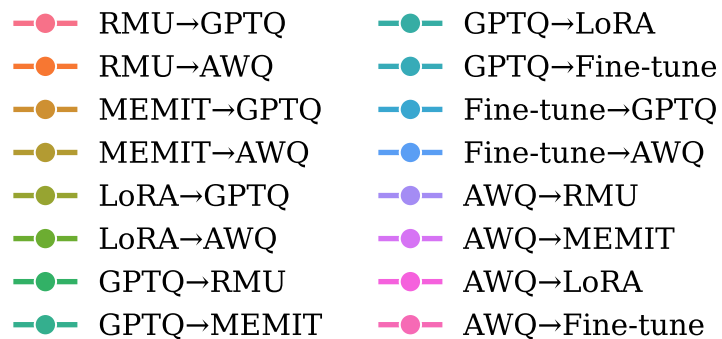 RMU→GPTQ
RMU→AWQ
MEMIT→GPTQ
MEMIT→AWQ
LoRA→GPTQ
LoRA→AWQ
GPTQ→RMU
GPTQ→MEMIT
GPTQ→LoRA
GPTQ→Fine-tune
Fine-tune→GPTQ
Fine-tune→AWQ
AWQ→RMU
AWQ→MEMIT
AWQ→LoRA
AWQ→Fine-tune